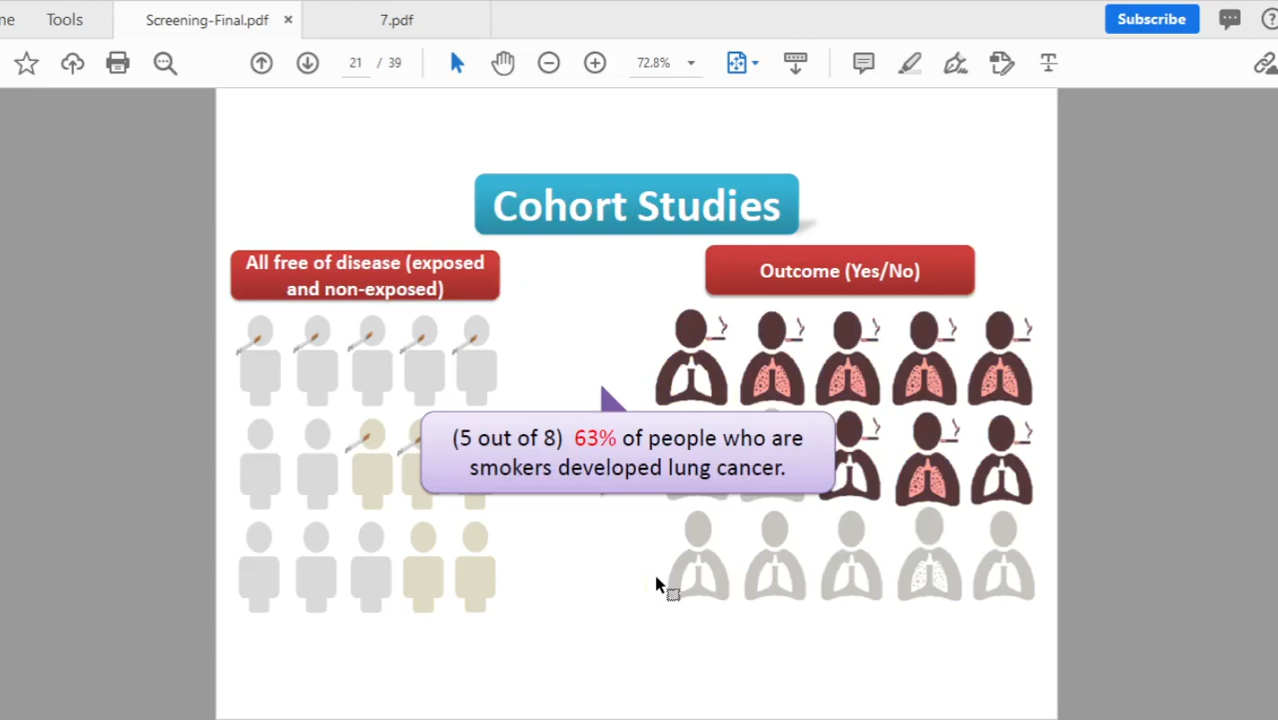 me
Tools
Screening-Final.pdf
7.pdf
Subscribe
21 / 39
72.8%
Cohort Studies
All free of disease (exposed
and non-exposed)
Outcome (Yes/No)
(5 out of 8) 63% of people who are
smokers developed lung cancer.